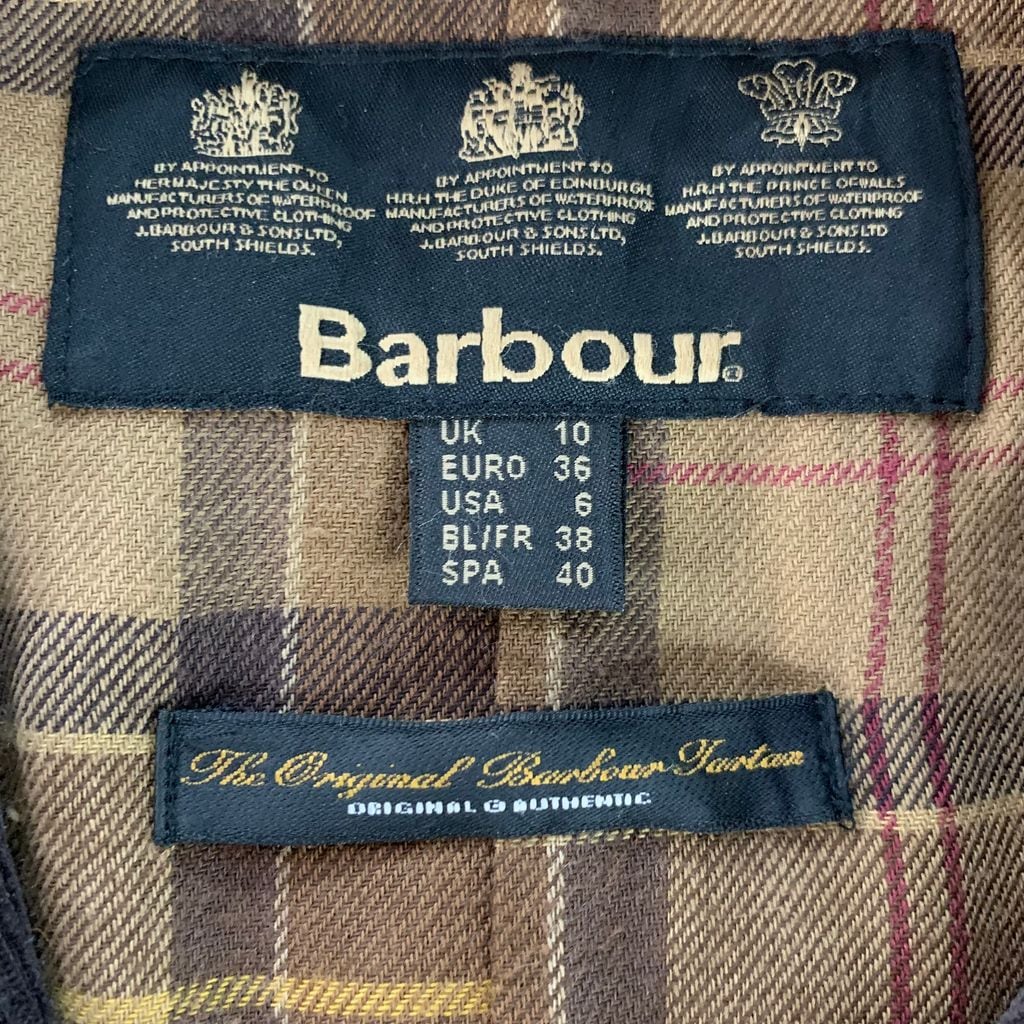 BY APPOINTMENT TO
HER MAJESTY THE QUEEN
MANUFACTURERS OF WATERPROOF
AND PROTECTIVE CLOTHING
J. BARBOUR & SONS LTD,
SOUTH SHIELDS.
BY APPOINTMENT TO
H.R.H THE DUKE OF EDINBURGH
MANUFACTURERS OF WATERPROOF
AND PROTECTIVE CLOTHING
J. BARBOUR & SONS LTD,
SOUTH SHIELDS.
BY APPOINTMENT TO
H.R.H THE PRINCE OF WALES
MANUFACTURERS OF WATERPROOF
AND PROTECTIVE CLOTHING
J. BARBOUR & SONS LTD
SOUTH SHIELDS.
Barbour®
UK 10
EURO 36
USA 6
BL/FR 38
SPA 40
The Original Barbour Tartan
ORIGINAL & AUTHENTIC